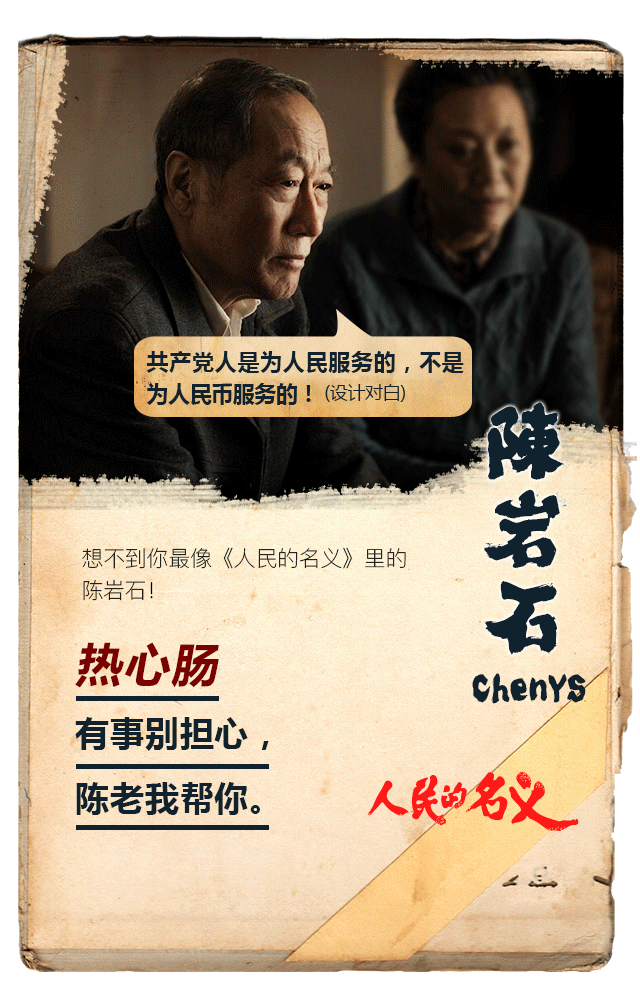 共产党人是为人民服务的，不是
为人民币服务的！(设计对白)
陳岩石
ChenYS
想不到你最像《人民的名义》里的
陈岩石!
热心肠
有事别担心，
陈老我帮你。
人民的名义